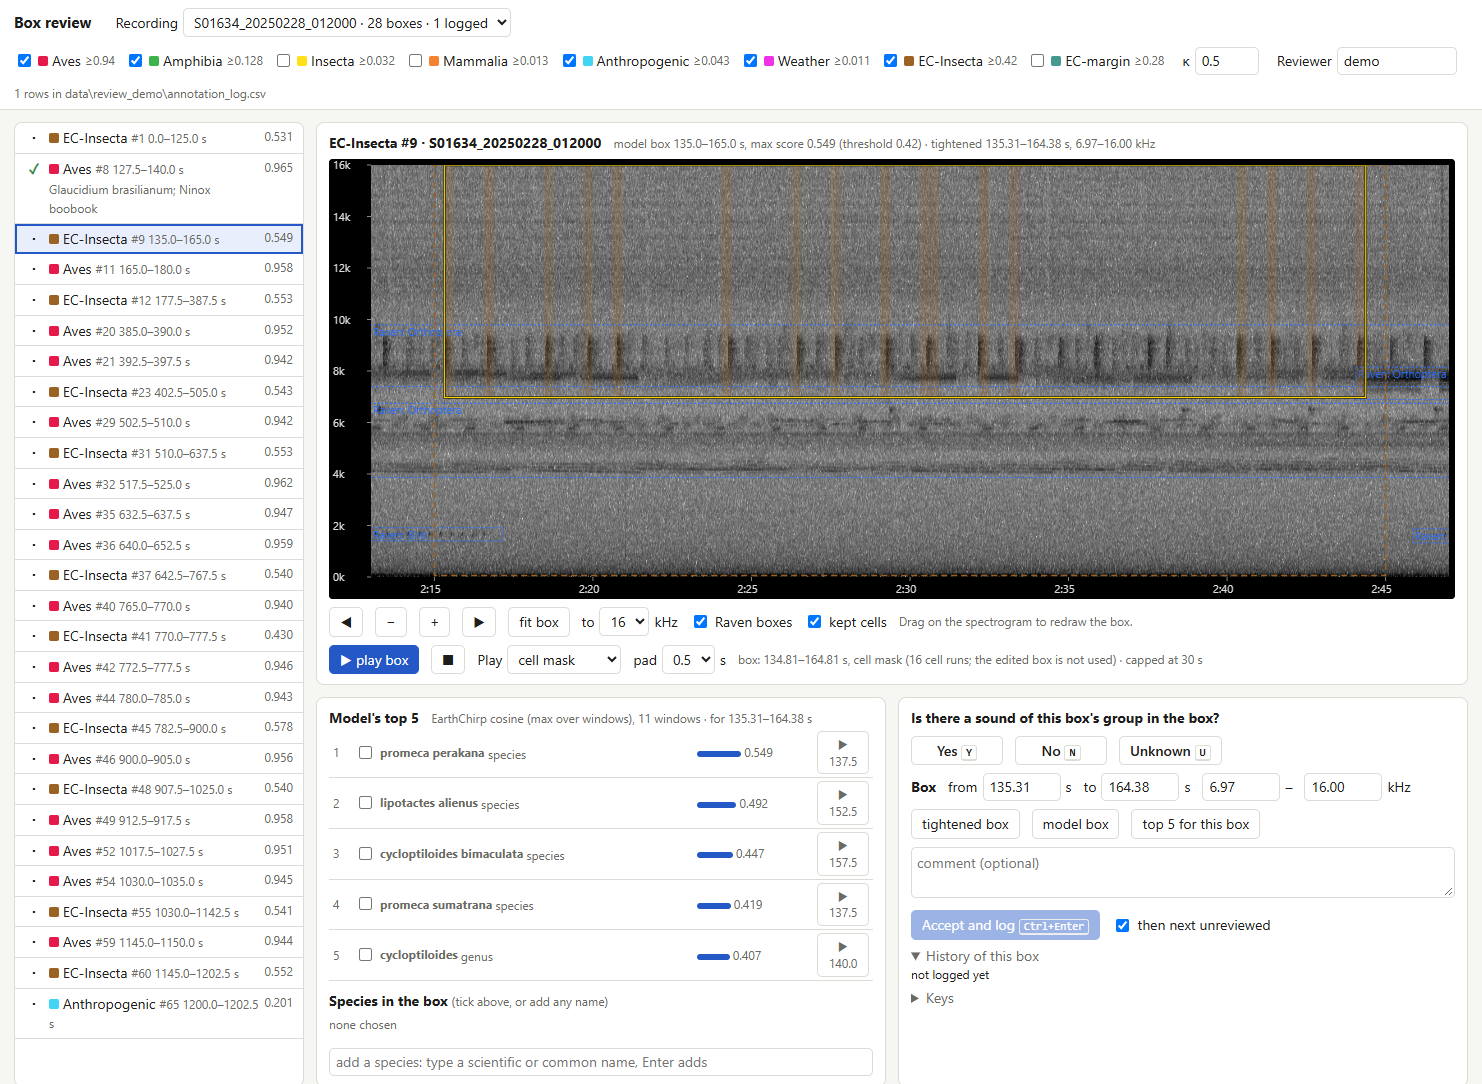 Box review Recording S01634_20250228_012000 · 28 boxes · 1 logged
Aves ≥0.94 Amphibia ≥0.128 Insecta ≥0.032 Mammalia ≥0.013 Anthropogenic ≥0.043 Weather ≥0.011 EC-Insecta ≥0.42 EC-margin ≥0.28 κ 0.5 Reviewer demo
1 rows in data\review_demo\annotation_log.csv
· EC-Insecta #1 0.0–125.0 s 0.531
✓ Aves #8 127.5–140.0 s 0.965
Glaucidium brasilianum; Ninox
boobook
· EC-Insecta #9 135.0–165.0 s 0.549
· Aves #11 165.0–180.0 s 0.958
· EC-Insecta #12 177.5–387.5 s 0.553
· Aves #20 385.0–390.0 s 0.952
· Aves #21 392.5–397.5 s 0.942
· EC-Insecta #23 402.5–505.0 s 0.543
· Aves #29 502.5–510.0 s 0.942
· EC-Insecta #31 510.0–637.5 s 0.553
· Aves #32 517.5–525.0 s 0.962
· Aves #35 632.5–637.5 s 0.947
· Aves #36 640.0–652.5 s 0.959
· EC-Insecta #37 642.5–767.5 s 0.540
· Aves #40 765.0–770.0 s 0.940
· EC-Insecta #41 770.0–777.5 s 0.430
· Aves #42 772.5–777.5 s 0.946
· Aves #44 780.0–785.0 s 0.943
· EC-Insecta #45 782.5–900.0 s 0.578
· Aves #46 900.0–905.0 s 0.956
· EC-Insecta #48 907.5–1025.0 s 0.540
· Aves #49 912.5–917.5 s 0.958
· Aves #52 1017.5–1027.5 s 0.951
· Aves #54 1030.0–1035.0 s 0.945
· EC-Insecta #55 1030.0–1142.5 s 0.541
· Aves #59 1145.0–1150.0 s 0.944
· EC-Insecta #60 1145.0–1202.5 s 0.552
· Anthropogenic #65 1200.0–1202.5 0.201
s
EC-Insecta #9 · S01634_20250228_012000 model box 135.0–165.0 s, max score 0.549 (threshold 0.42) · tightened 135.31–164.38 s, 6.97–16.00 kHz
16k
14k
12k
10k
Raven: Orthoptera
8k
Raven: Orthoptera
Raven: Orthoptera
6k
4k
2k
0k
2:15 2:20 2:25 2:30 2:35 2:40 2:45
◀ − + ▶ fit box to 16 kHz Raven boxes kept cells Drag on the spectrogram to redraw the box.
▶ play box ■ Play cell mask pad 0.5 s box: 134.81–164.81 s, cell mask (16 cell runs; the edited box is not used) · capped at 30 s
Model's top 5 EarthChirp cosine (max over windows), 11 windows · for 135.31–164.38 s
1 promeca perakana species 0.549 ▶ 137.5
2 lipotactes alienus species 0.492 ▶ 152.5
3 cycloptiloides bimaculata species 0.447 ▶ 157.5
4 promeca sumatrana species 0.419 ▶ 137.5
5 cycloptiloides genus 0.407 ▶ 140.0
Species in the box (tick above, or add any name)
none chosen
add a species: type a scientific or common name, Enter adds
Is there a sound of this box's group in the box?
Yes Y No N Unknown U
Box from 135.31 s to 164.38 s 6.97 – 16.00 kHz
tightened box model box top 5 for this box
comment (optional)
Accept and log Ctrl+Enter then next unreviewed
▼ History of this box
not logged yet
▶ Keys